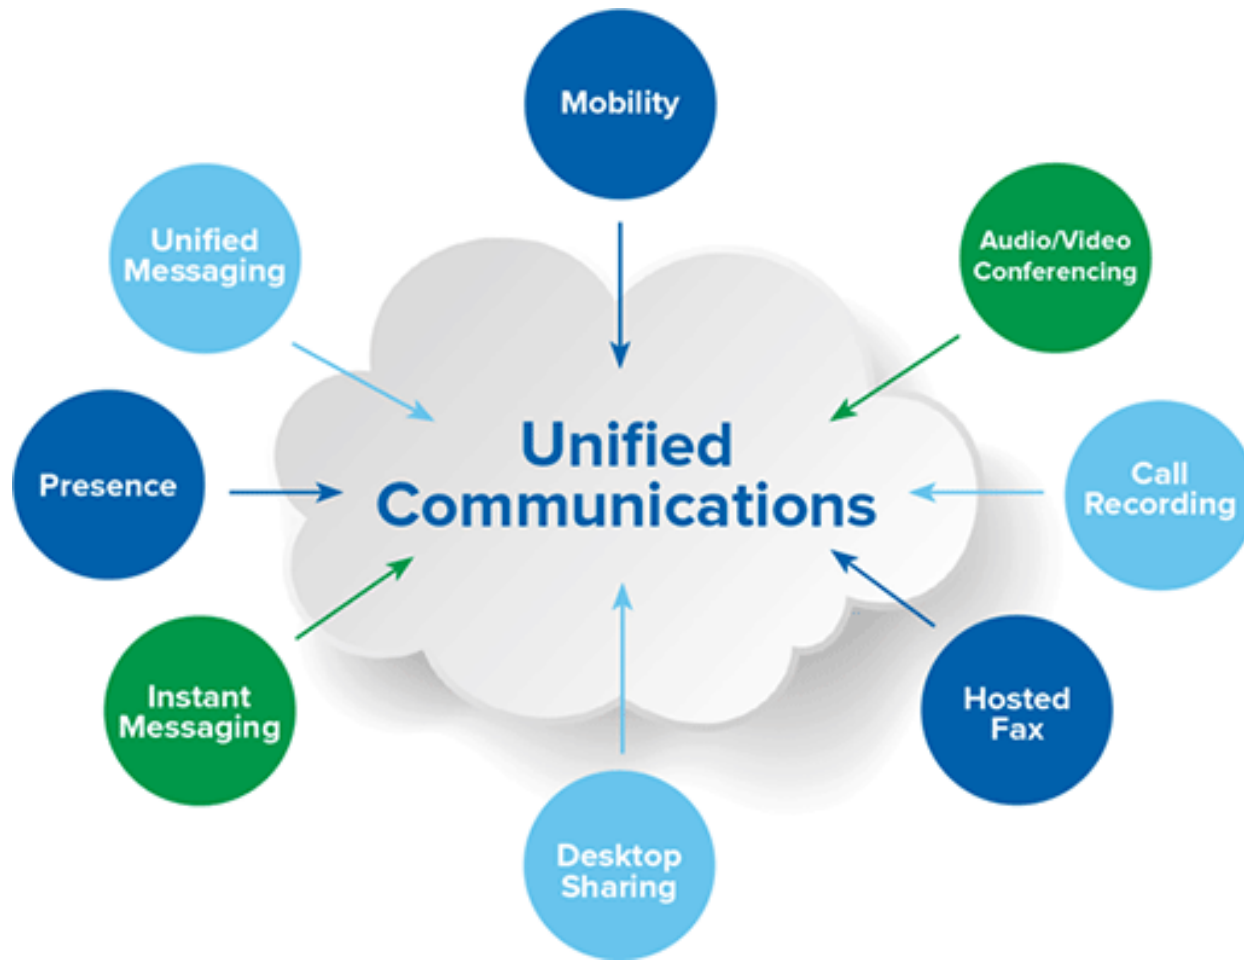 Mobility
Unified
Messaging
Audio/Video
Conferencing
Presence
Unified
Communications
Call
Recording
Instant
Messaging
Hosted
Fax
Desktop
Sharing